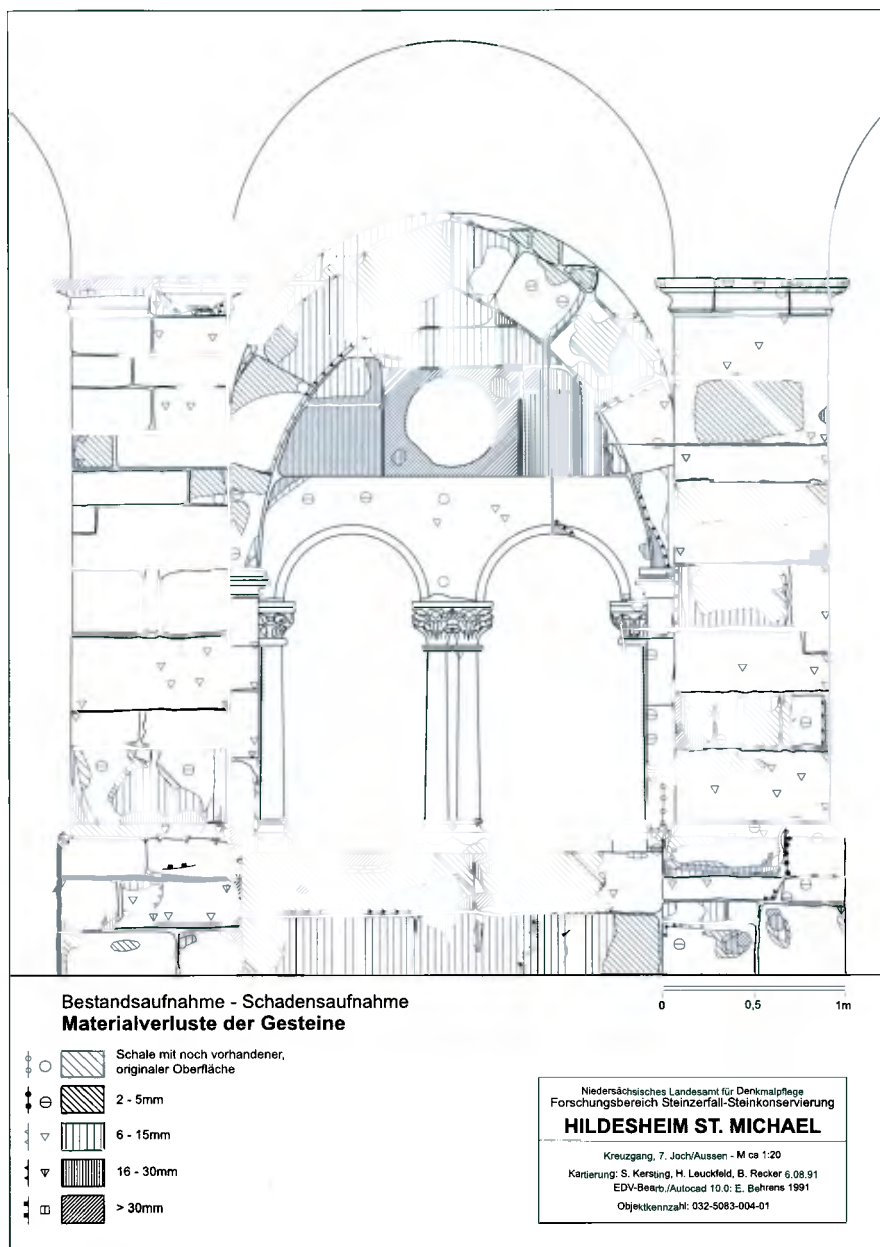 Bestandsaufnahme - Schadensaufnahme
Materialverluste der Gesteine
Schale mit noch vorhandener,
originaler Oberfläche
2 - 5mm
6 - 15mm
16 - 30mm
> 30mm
0 0,5 1m
Niedersächsisches Landesamt für Denkmalpflege
Forschungsbereich Steinzerfall-Steinkonservierung
HILDESHEIM ST. MICHAEL
Kreuzgang, 7. Joch/Aussen - M ca 1:20
Kartierung: S. Kersting, H. Leuckfeld, B. Recker 6.08.91
EDV-Bearb./Autocad 10.0: E. Behrens 1991
Objektkennzahl: 032-5083-004-01